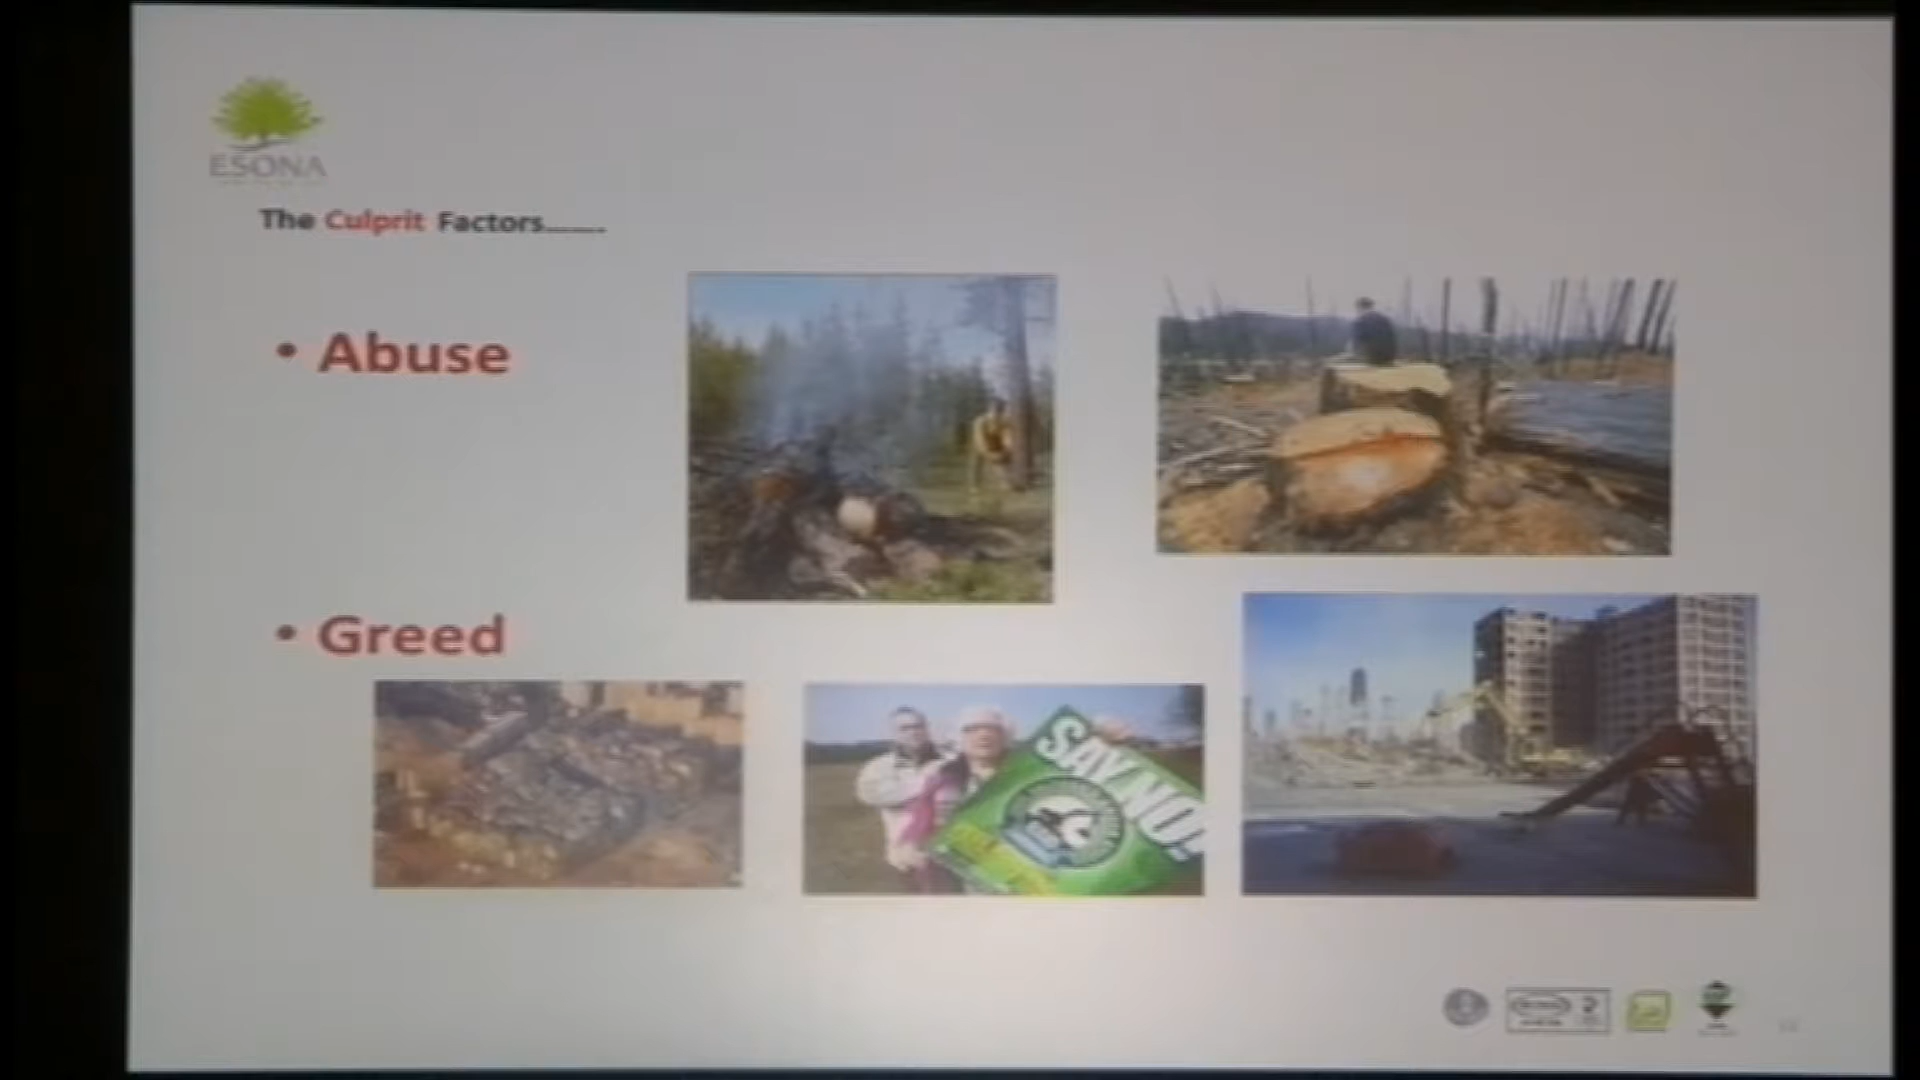 ESONA
The Culprit Factors.......
• Abuse
• Greed
SAY NO!